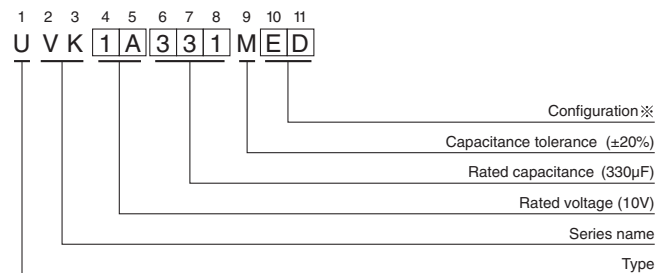 1 2 3 4 5 6 7 8 9 10 11
U V K 1 A 3 3 1 M E D
Configuration※
Capacitance tolerance (±20%)
Rated capacitance (330µF)
Rated voltage (10V)
Series name
Type